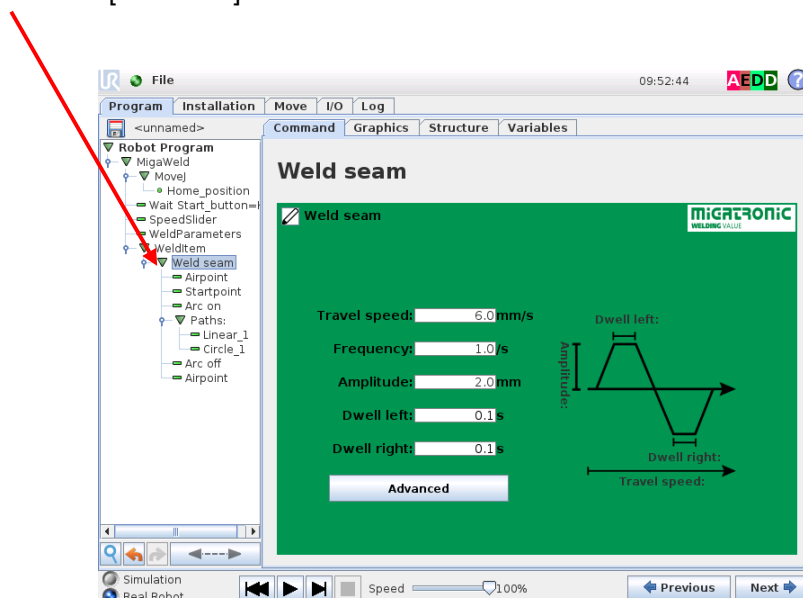 File
09:52:44
AEDD ?
Program Installation Move I/O Log
<unnamed>
Command Graphics Structure Variables
Robot Program
MigaWeld
MoveJ
Home_position
Wait Start_button=
SpeedSlider
WeldParameters
WeldItem
Weld seam
Airpoint
Startpoint
Arc on
Paths:
Linear_1
Circle_1
Arc off
Airpoint
Weld seam
Weld seam
MIGATRONIC
WELDING VALUE
Travel speed: 6.0 mm/s
Frequency: 1.0 /s
Amplitude: 2.0 mm
Dwell left: 0.1 s
Dwell right: 0.1 s
Advanced
Dwell left:
Amplitude:
Dwell right:
Travel speed:
Simulation
Real Robot
Speed 100%
Previous Next